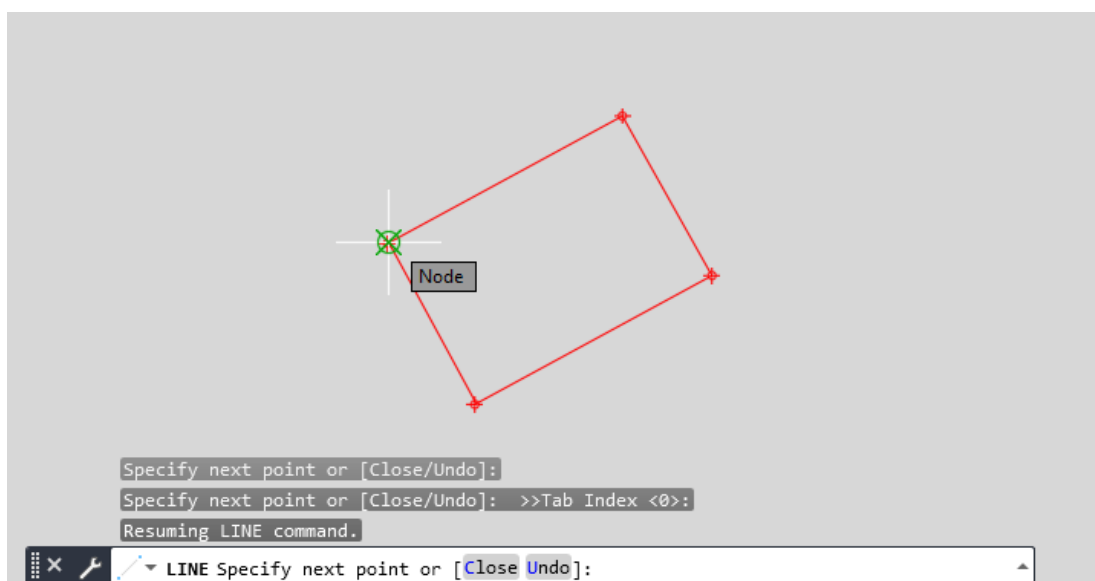 Node
Specify next point or [Close/Undo]:
Specify next point or [Close/Undo]:  >>Tab Index <0>:
Resuming LINE command.
LINE Specify next point or [Close Undo]: